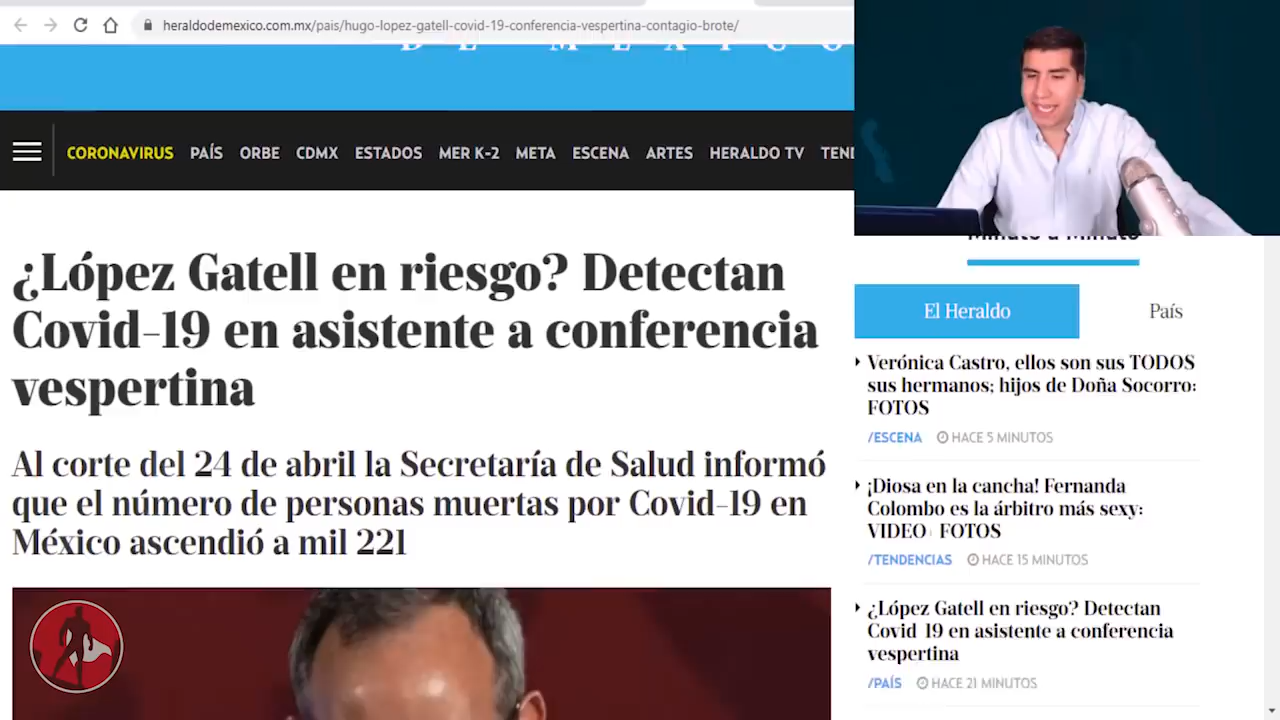 heraldodemexico.com.mx/pais/hugo-lopez-gatell-covid-19-conferencia-vespertina-contagio-brote/
DE MÉXICO
CORONAVIRUS PAÍS ORBE CDMX ESTADOS MER K-2 META ESCENA ARTES HERALDO TV TEND
¿López Gatell en riesgo? Detectan
Covid-19 en asistente a conferencia
vespertina
Al corte del 24 de abril la Secretaría de Salud informó
que el número de personas muertas por Covid-19 en
México ascendió a mil 221
Minuto a Minuto
El Heraldo País
Verónica Castro, ellos son sus TODOS
sus hermanos; hijos de Doña Socorro:
FOTOS
/ESCENA HACE 5 MINUTOS
¡Diosa en la cancha! Fernanda
Colombo es la árbitro más sexy:
VIDEO+ FOTOS
/TENDENCIAS HACE 15 MINUTOS
¿López Gatell en riesgo? Detectan
Covid-19 en asistente a conferencia
vespertina
/PAÍS HACE 21 MINUTOS